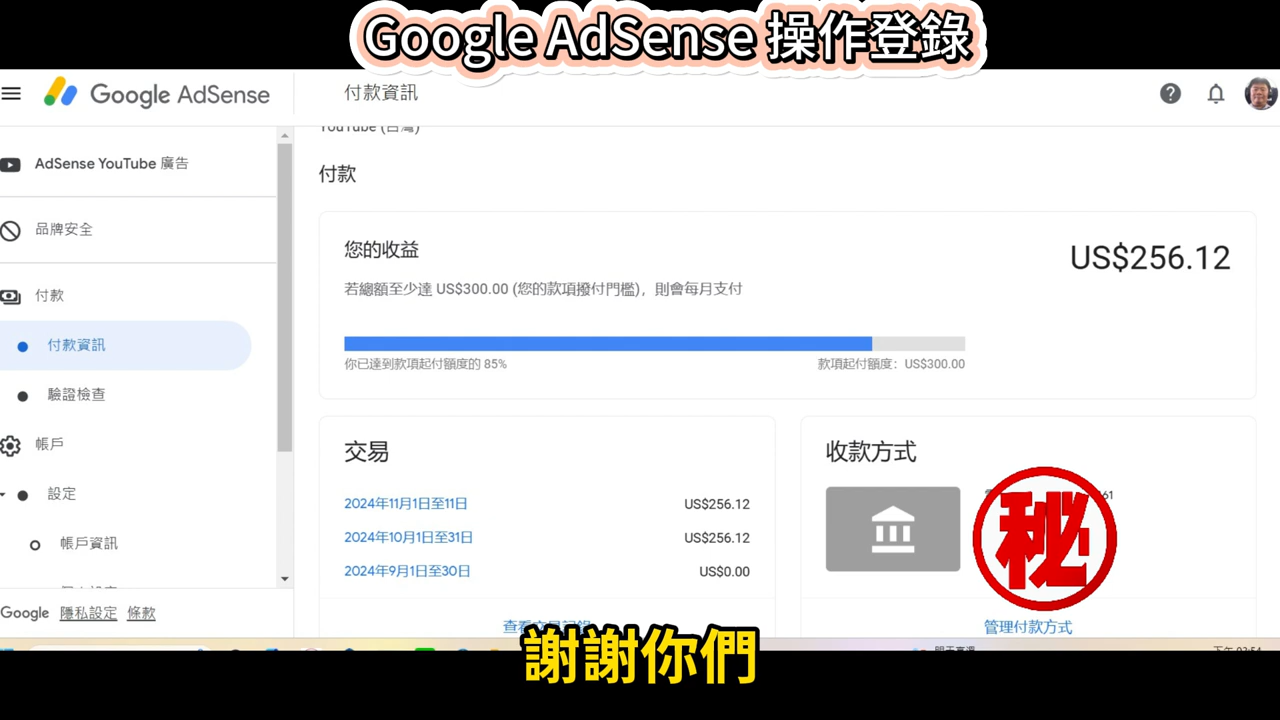 Google AdSense 操作登錄
Google AdSense
付款資訊
YouTube (台灣)
AdSense YouTube 廣告
付款
品牌安全
您的收益
US$256.12
若總額至少達 US$300.00 (您的款項撥付門檻)，則會每月支付
付款
付款資訊
你已達到款項起付額度的 85%
款項起付額度：US$300.00
驗證檢查
帳戶
交易
收款方式
設定
2024年11月1日至11日
US$256.12
61
秘
2024年10月1日至31日
US$256.12
帳戶資訊
2024年9月1日至30日
US$0.00
Google 隱私設定 條款
管理付款方式
謝謝你們